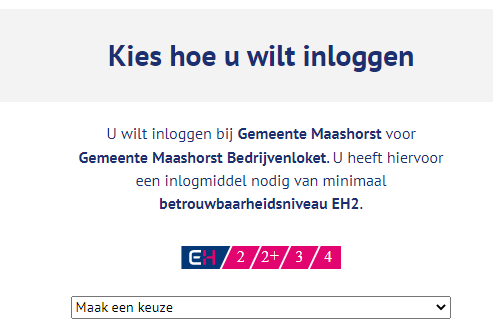 Kies hoe u wilt inloggen
U wilt inloggen bij Gemeente Maashorst voor
Gemeente Maashorst Bedrijvenloket. U heeft hiervoor
een inlogmiddel nodig van minimaal
betrouwbaarheidsniveau EH2.
EH 2 2+ 3 4
Maak een keuze